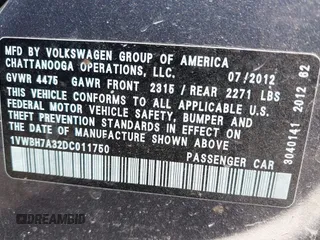 MFD BY VOLKSWAGEN GROUP OF AMERICA
CHATTANOOGA OPERATIONS, LLC. 07/2012
GVWR 4475 GAWR FRONT 2315 / REAR 2271 LBS
THIS VEHICLE CONFORMS TO ALL APPLICABLE U.S.
FEDERAL MOTOR VEHICLE SAFETY, BUMPER AND
THEFT PREVENTION STANDARDS IN EFFECT ON
THE DATE OF MANUFACTURE SHOWN ABOVE.
1VWBH7A32DC011750 PASSENGER CAR
3040141 2012 62
DREAMBID